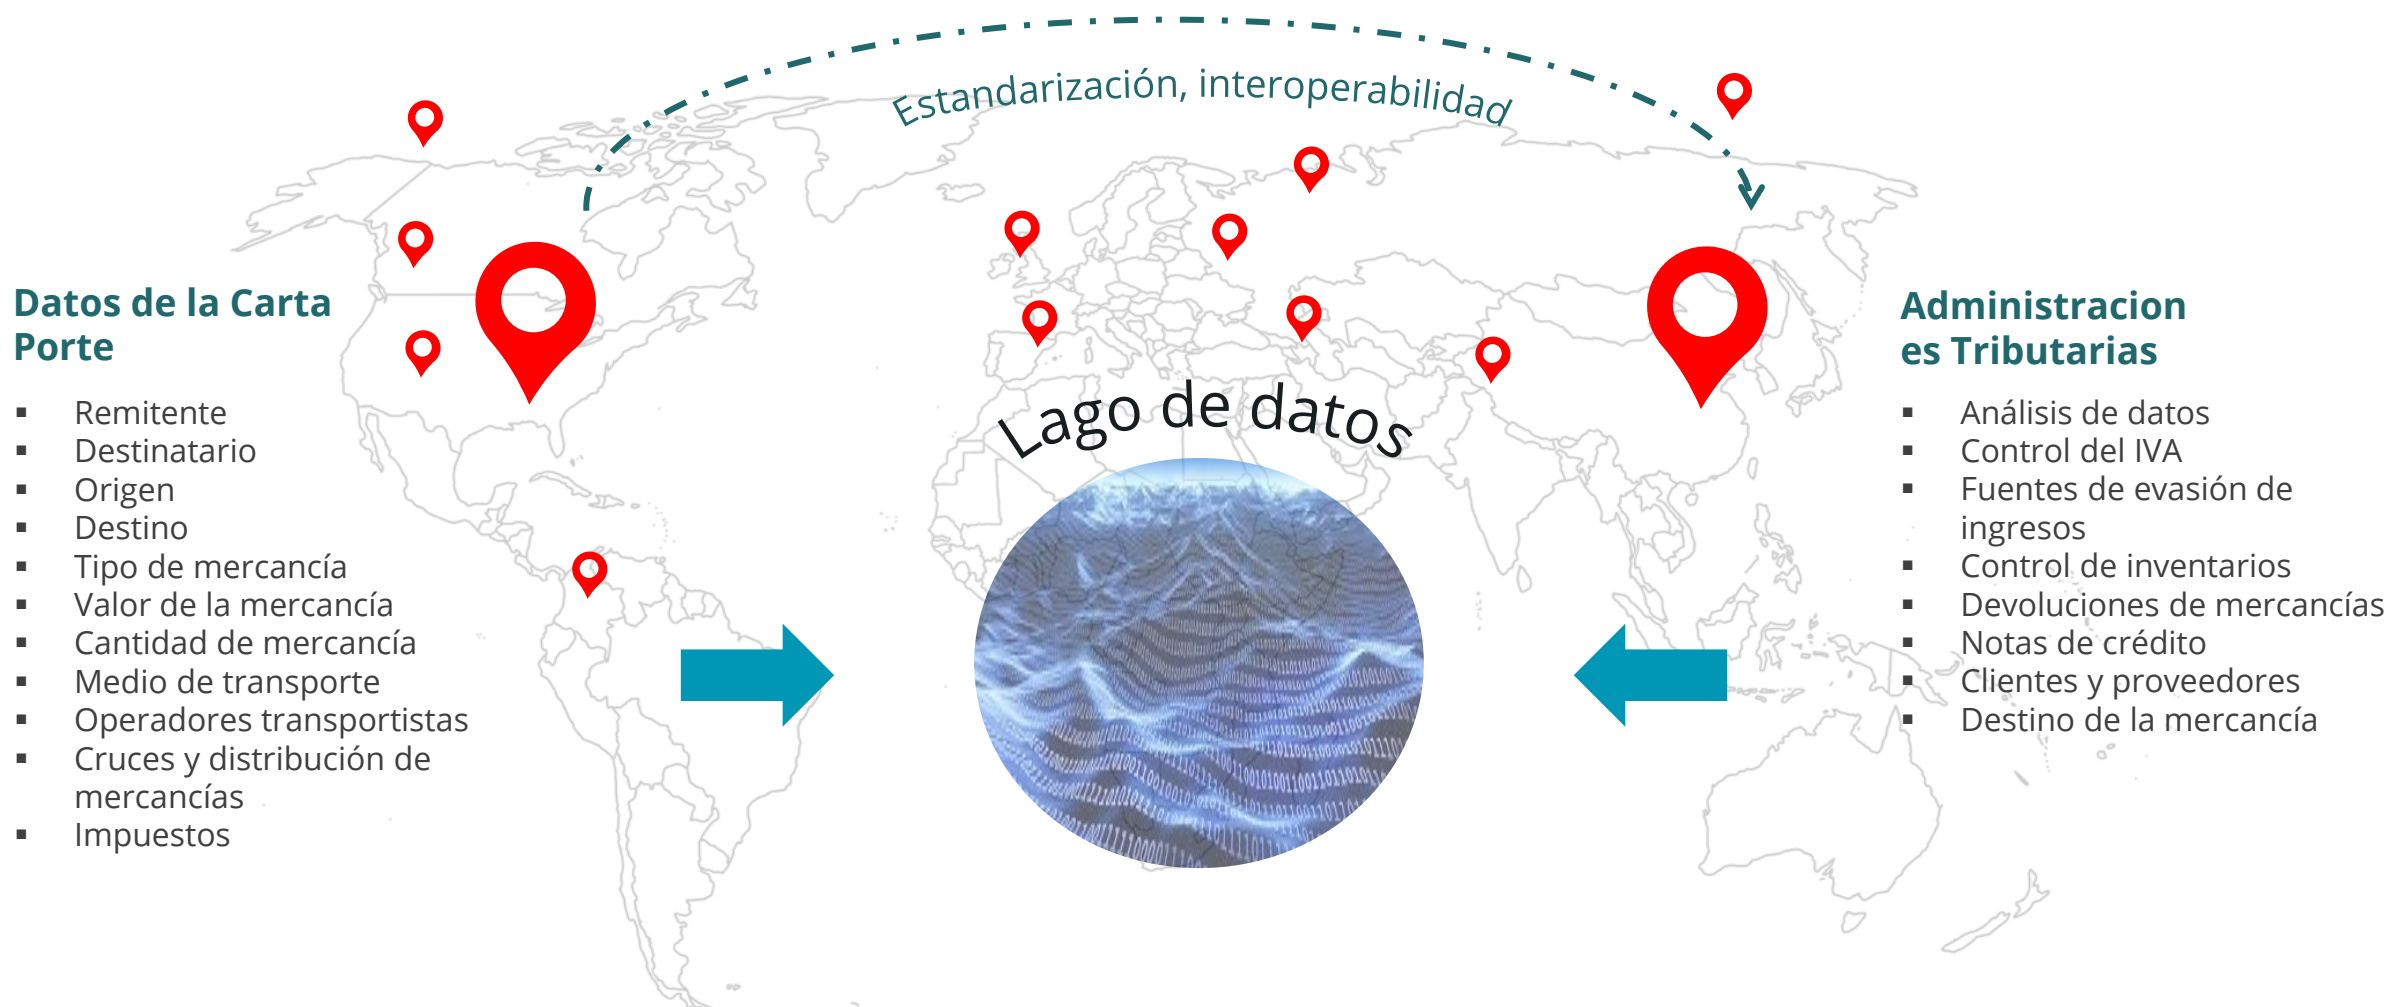 Estandarización, interoperabilidad
Datos de la Carta
Porte
▪ Remitente
▪ Destinatario
▪ Origen
▪ Destino
▪ Tipo de mercancía
▪ Valor de la mercancía
▪ Cantidad de mercancía
▪ Medio de transporte
▪ Operadores transportistas
▪ Cruces y distribución de
mercancías
▪ Impuestos
Lago de datos
Administracion
es Tributarias
▪ Análisis de datos
▪ Control del IVA
▪ Fuentes de evasión de
ingresos
▪ Control de inventarios
▪ Devoluciones de mercancías
▪ Notas de crédito
▪ Clientes y proveedores
▪ Destino de la mercancía